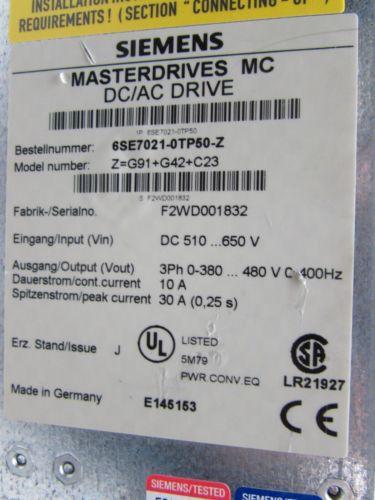 INSTALLATION INST
REQUIREMENTS! (SECTION "CONNECTING - UP")
SIEMENS
MASTERDRIVES MC
DC/AC DRIVE
1P 6SE7021-0TP50
Bestellnummer: 6SE7021-0TP50-Z
Model number: Z=G91+G42+C23
S F2WD001832
Fabrik-/Serialno. F2WD001832
Eingang/Input (Vin) DC 510 ... 650 V
Ausgang/Output (Vout) 3Ph 0-380 ... 480 V 0-400Hz
Dauerstrom/cont.current 10 A
Spitzenstrom/peak current 30 A (0,25 s)
Erz. Stand/Issue J
UL LISTED
5M79
PWR.CONV.EQ
SA
LR21927
Made in Germany E145153
CE
SIEMENS/TESTED
SIEMENS/TE